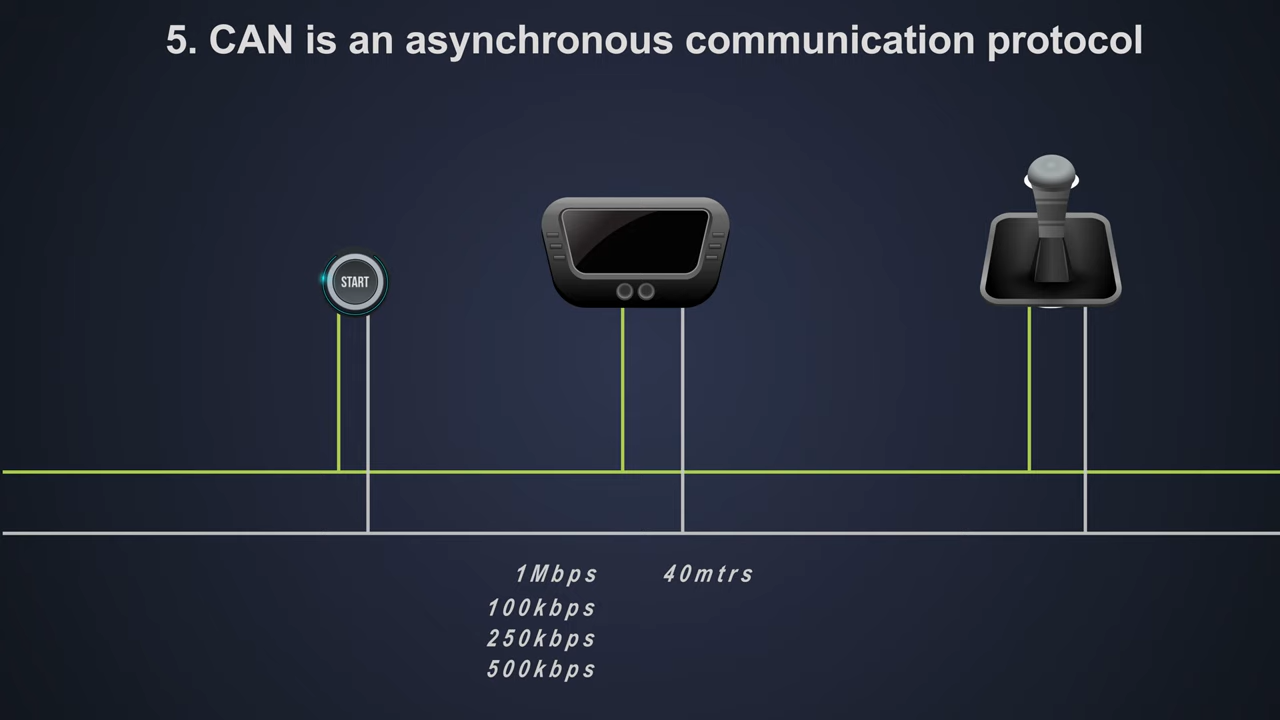 5. CAN is an asynchronous communication protocol
START
1Mbps 40mtrs
100kbps
250kbps
500kbps